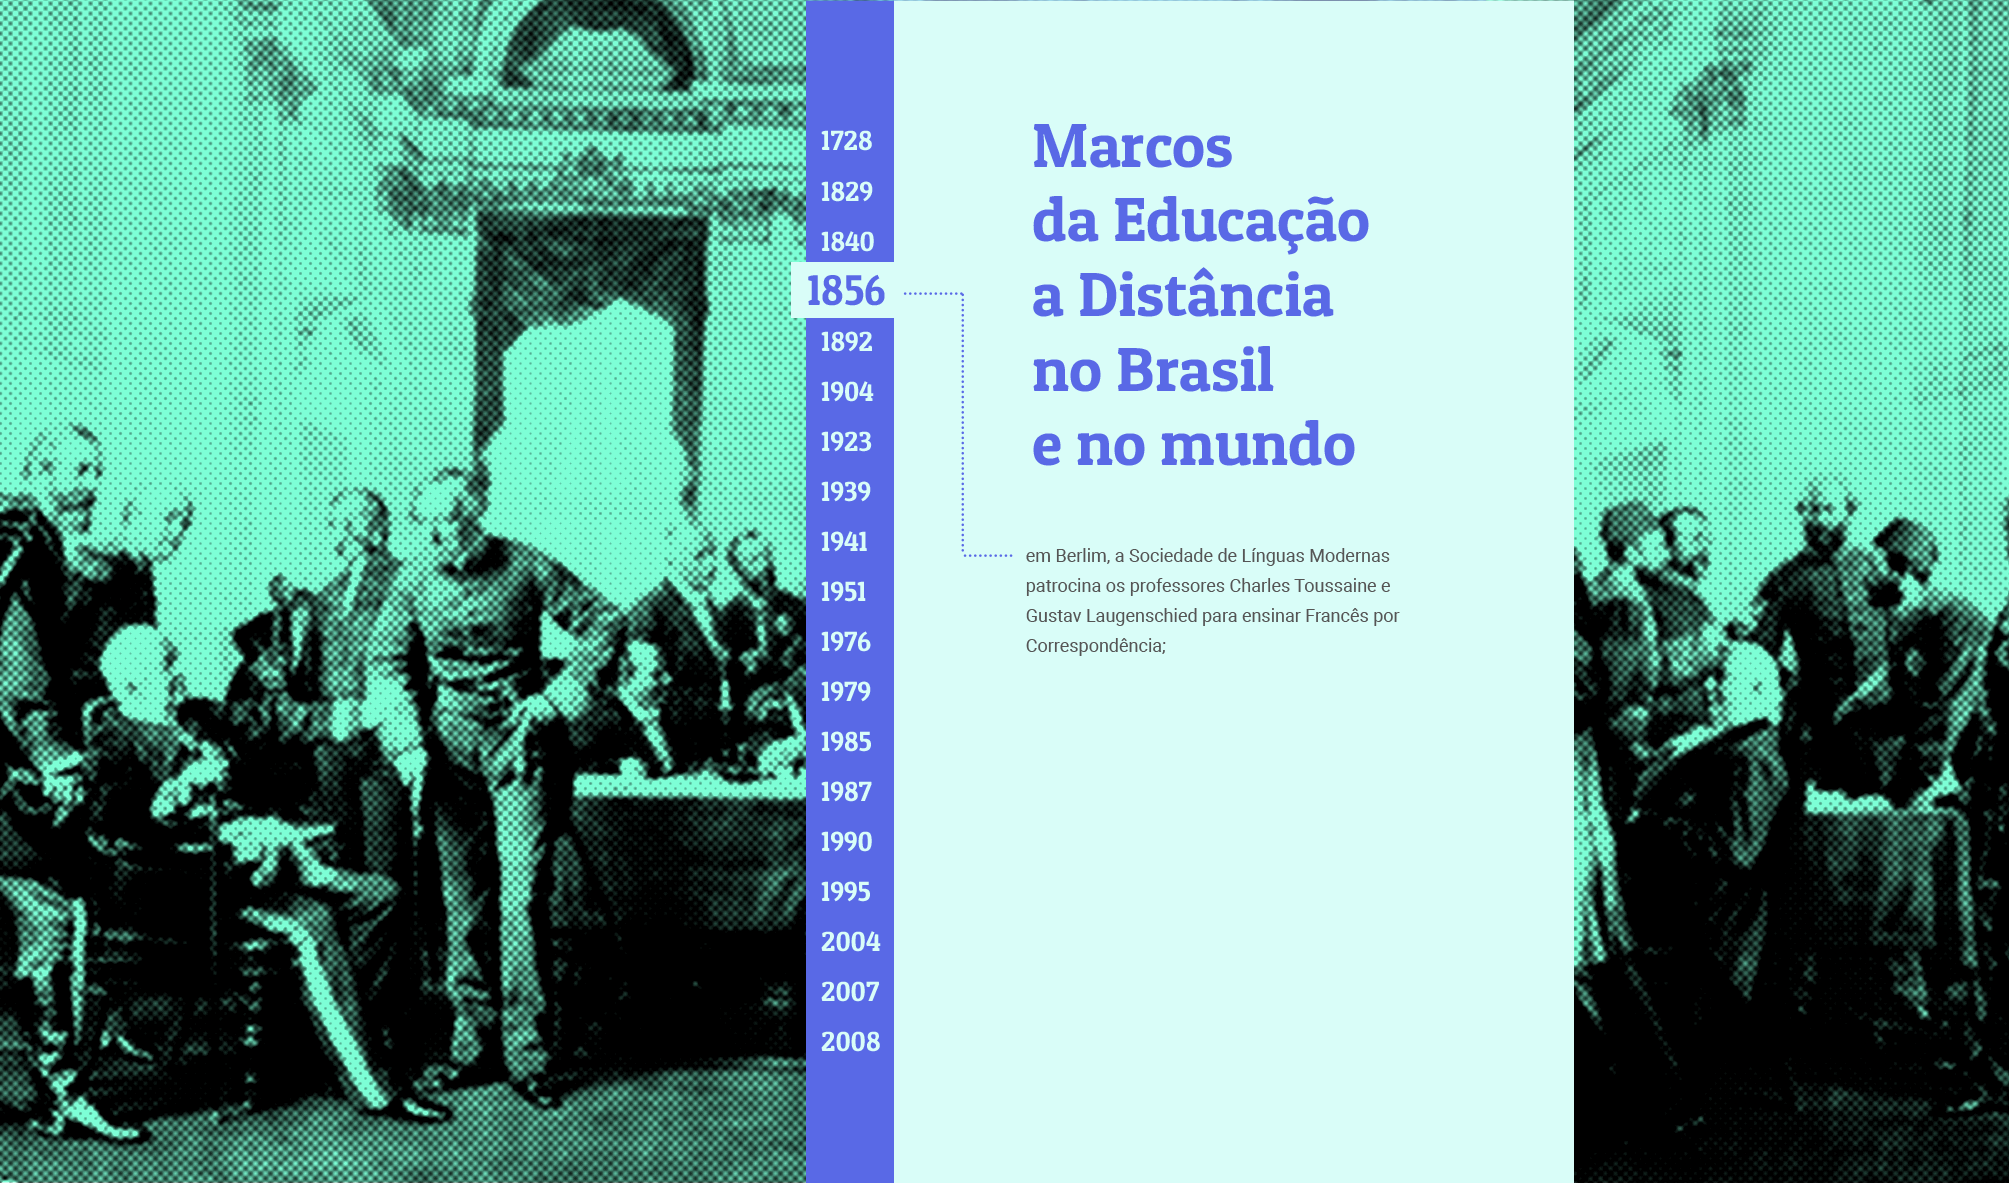 1728
1829
1840
1856
1892
1904
1923
1939
1941
1951
1976
1979
1985
1987
1990
1995
2004
2007
2008
Marcos
da Educação
a Distância
no Brasil
e no mundo
em Berlim, a Sociedade de Línguas Modernas
patrocina os professores Charles Toussaine e
Gustav Laugenschied para ensinar Francês por
Correspondência;